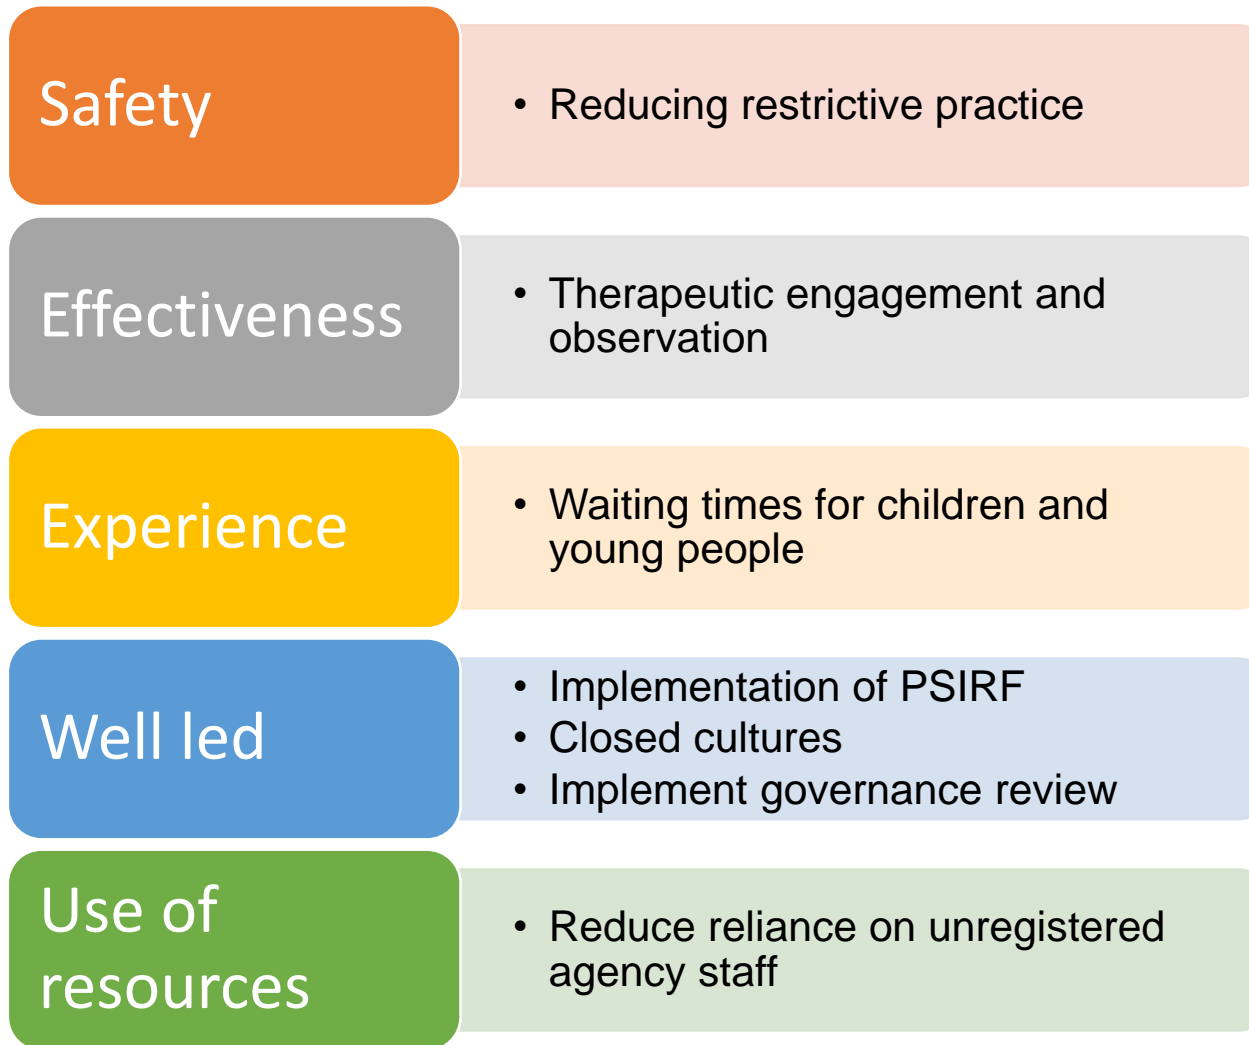 Safety
• Reducing restrictive practice
Effectiveness
• Therapeutic engagement and
observation
Experience
• Waiting times for children and
young people
Well led
• Implementation of PSIRF
• Closed cultures
• Implement governance review
Use of
resources
• Reduce reliance on unregistered
agency staff